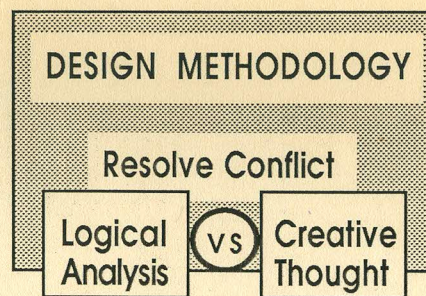 DESIGN METHODOLOGY
Resolve Conflict
Logical vs Creative
Analysis Thought